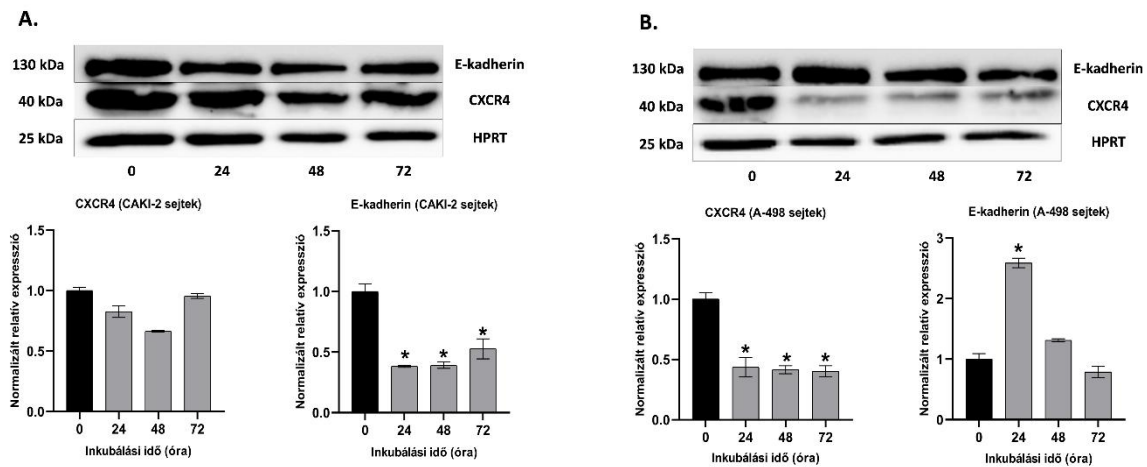 A.
130 kDa E-kadherin
40 kDa CXCR4
25 kDa HPRT
0 24 48 72
CXCR4 (CAKI-2 sejtek)
Normalizált relatív expresszió
1.5
1.0
0.5
0.0
0 24 48 72
Inkubálási idő (óra)
E-kadherin (CAKI-2 sejtek)
Normalizált relatív expresszió
1.5
1.0
0.5
0.0
* * *
0 24 48 72
Inkubálási idő (óra)
B.
130 kDa E-kadherin
40 kDa CXCR4
25 kDa HPRT
0 24 48 72
CXCR4 (A-498 sejtek)
Normalizált relatív expresszió
1.5
1.0
0.5
0.0
* * *
0 24 48 72
Inkubálási idő (óra)
E-kadherin (A-498 sejtek)
Normalizált relatív expresszió
3
2
1
0
*
0 24 48 72
Inkubálási idő (óra)